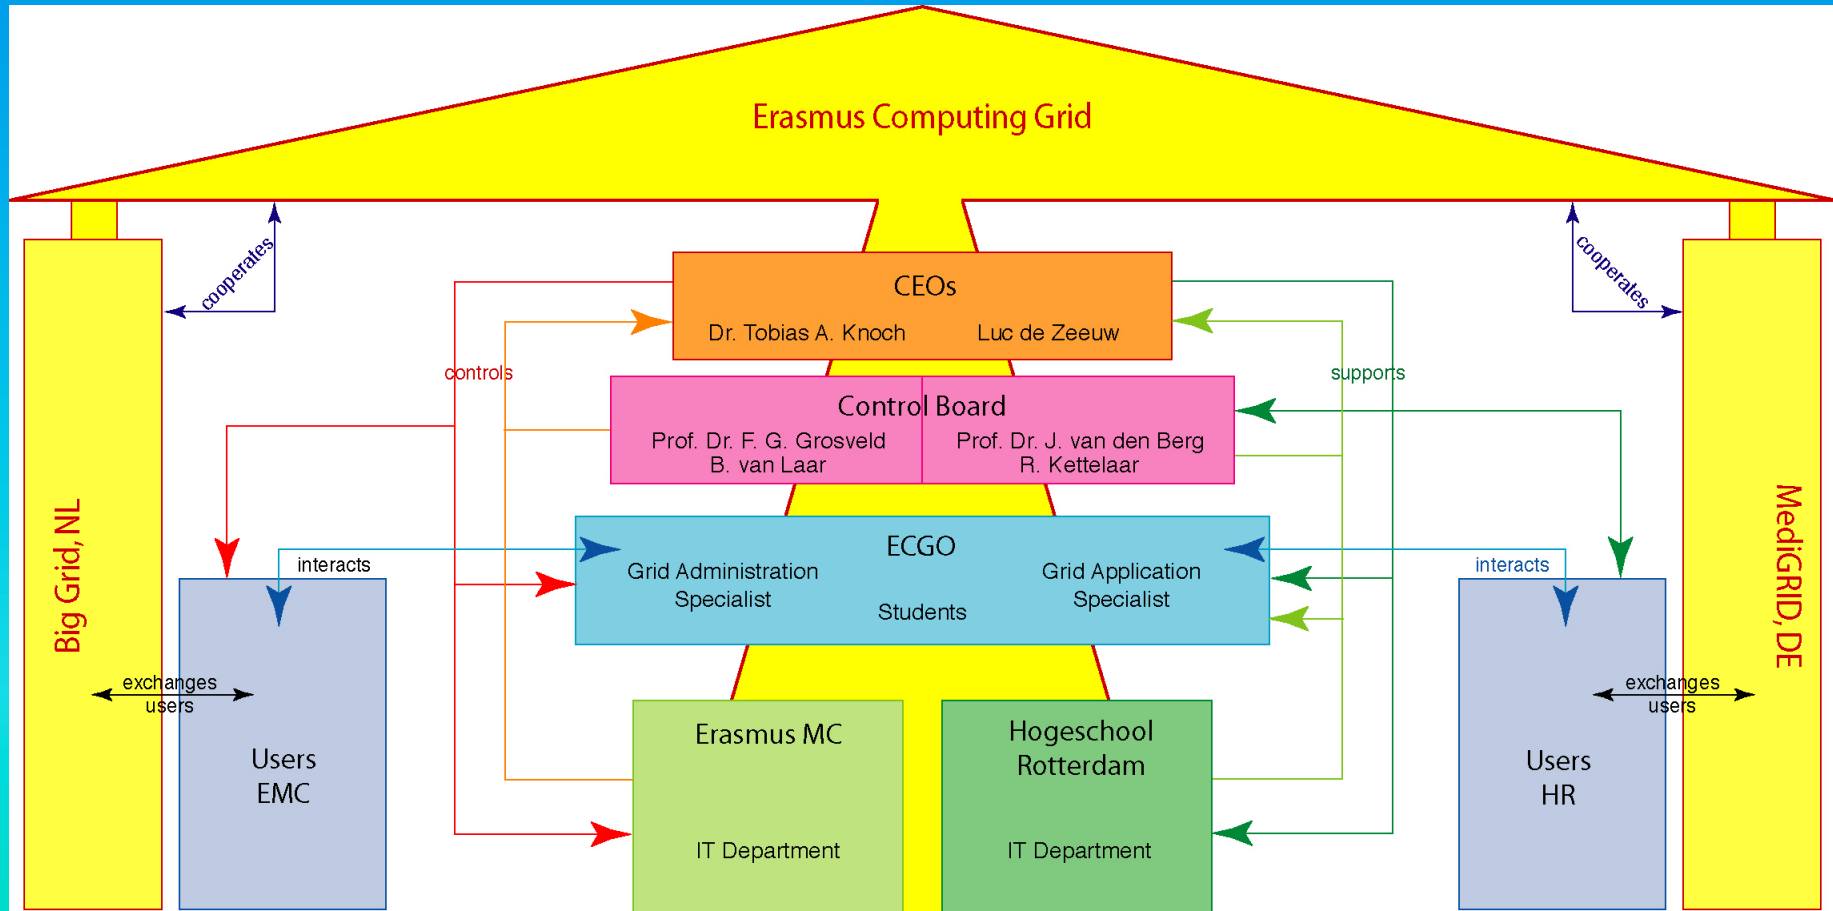 Erasmus Computing Grid
cooperates
cooperates
CEOs
Dr. Tobias A. Knoch
Luc de Zeeuw
controls
supports
Control Board
Prof. Dr. F. G. Grosveld
B. van Laar
Prof. Dr. J. van den Berg
R. Kettelaar
Big Grid, NL
MediGRID, DE
ECGO
interacts
interacts
Grid Administration
Specialist
Grid Application
Specialist
Students
exchanges
users
exchanges
users
Users
EMC
Erasmus MC
IT Department
Hogeschool
Rotterdam
IT Department
Users
HR